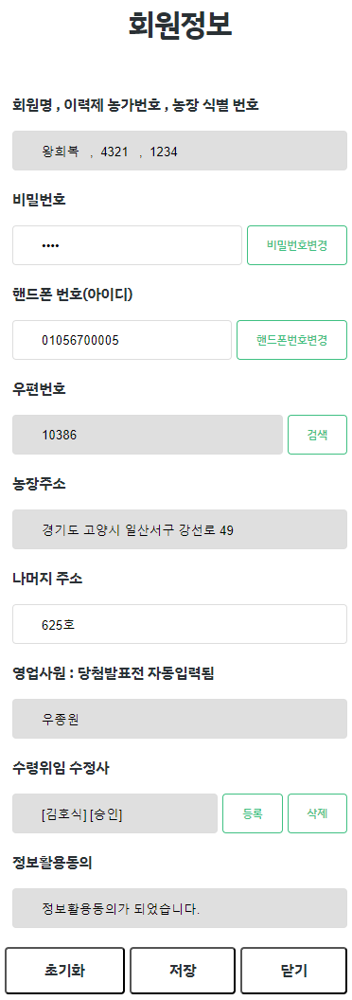 회원정보
회원명 , 이력제 농가번호 , 농장 식별 번호
왕희복 , 4321 , 1234
비밀번호
•••• 비밀번호변경
핸드폰 번호(아이디)
01056700005 핸드폰번호변경
우편번호
10386 검색
농장주소
경기도 고양시 일산서구 강선로 49
나머지 주소
625호
영업사원 : 당첨발표전 자동입력됨
우종원
수령위임 수정사
[김호식] [승인] 등록 삭제
정보활용동의
정보활용동의가 되었습니다.
초기화 저장 닫기